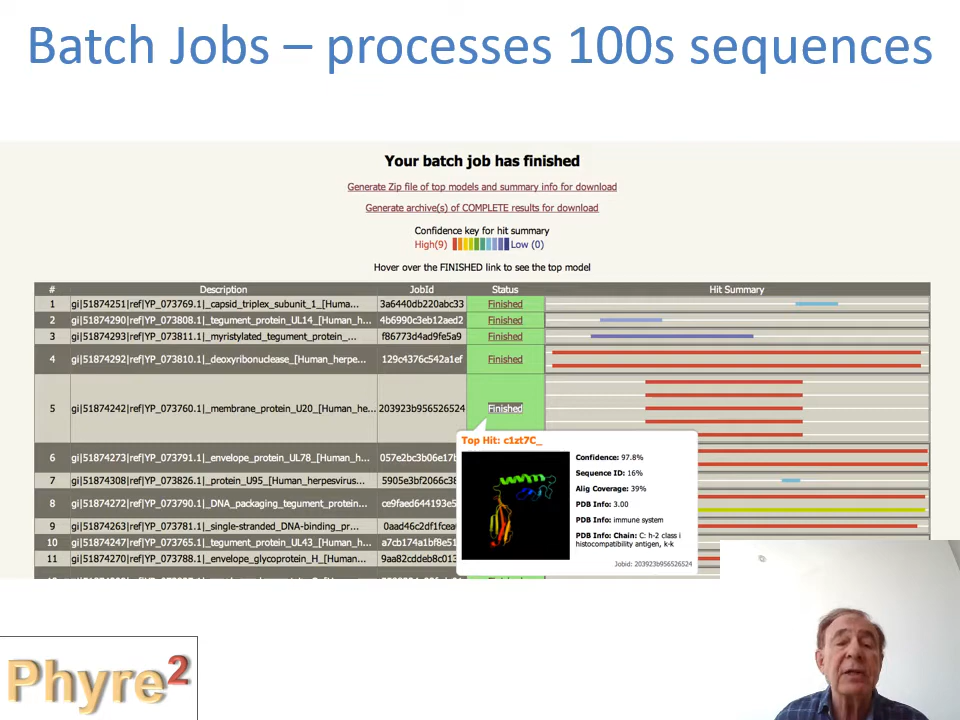 Batch Jobs – processes 100s sequences
Your batch job has finished
Generate Zip file of top models and summary info for download
Generate archive(s) of COMPLETE results for download
Confidence key for hit summary
High(9) Low (0)
Hover over the FINISHED link to see the top model
# Description JobId Status Hit Summary
1 gi|51874251|ref|YP_073769.1|_capsid_triplex_subunit_1_[Huma... 3a6440db220abc33 Finished
2 gi|51874290|ref|YP_073808.1|_tegument_protein_UL14_[Human_h... 4b6990c3eb12aed2 Finished
3 gi|51874293|ref|YP_073811.1|_myristylated_tegument_protein_... f86773d4ad9fe5a9 Finished
4 gi|51874292|ref|YP_073810.1|_deoxyribonuclease_[Human_herpe... 129c4376c542a1ef Finished
5 gi|51874242|ref|YP_073760.1|_membrane_protein_U20_[Human_he... 203923b956526524 Finished
Top Hit: c1zt7C_
Confidence: 97.8%
Sequence ID: 16%
Alig Coverage: 39%
PDB Info: 3.00
PDB Info: immune system
PDB Info: Chain: C: h-2 class i
histocompatibility antigen, k-k
Jobid: 203923b956526524
6 gi|51874273|ref|YP_073791.1|_envelope_protein_UL78_[Human_h... 057e2bc3b06e17b
7 gi|51874308|ref|YP_073826.1|_protein_U95_[Human_herpesvirus... 5905e3bf2066c38
8 gi|51874272|ref|YP_073790.1|_DNA_packaging_tegument_protein... ce9faed644193e5
9 gi|51874263|ref|YP_073781.1|_single-stranded_DNA-binding_pr... 0aad46c2df1fcea
10 gi|51874247|ref|YP_073765.1|_tegument_protein_UL43_[Human_h... a7cb174a1bf8e51
11 gi|51874270|ref|YP_073788.1|_envelope_glycoprotein_H_[Human... 9aa82cddeb8c013
Phyre2